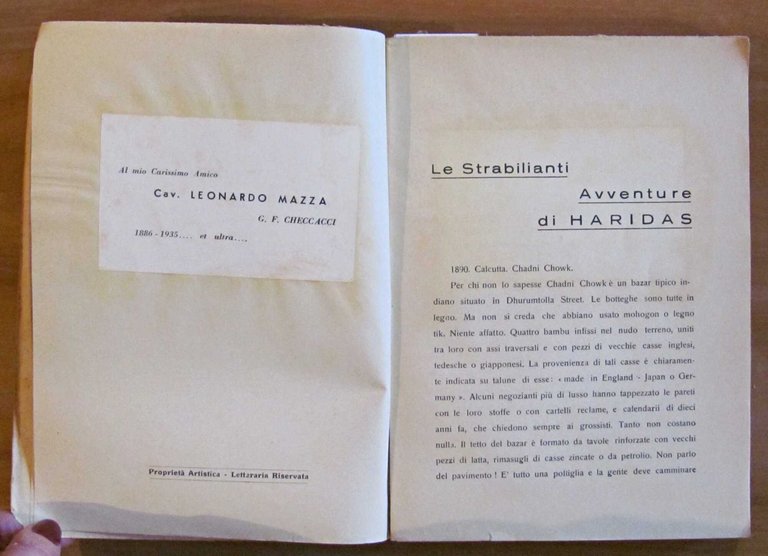 Al mio Carissimo Amico
Cav. LEONARDO MAZZA
G. F. CHECCACCI
1886 - 1935.... et ultra....
Proprietà Artistica - Letteraria Riservata
Le Strabilianti
Avventure
di HARIDAS
1890. Calcutta. Chadni Chowk.
Per chi non lo sapesse Chadni Chowk è un bazar tipico in-
diano situato in Dhurumtolla Street. Le botteghe sono tutte in
legno. Ma non si creda che abbiano usato mohogon o legno
tik. Niente affatto. Quattro bambu infissi nel nudo terreno, uniti
tra loro con assi traversali e con pezzi di vecchie casse inglesi,
tedesche o giapponesi. La provenienza di tali casse è chiaramen-
te indicata su talune di esse: « made in England - Japan o Ger-
many ». Alcuni negozianti più di lusso hanno tappezzato le pareti
con le loro stoffe o con cartelli reclame, e calendarii di dieci
anni fa, che chiedono sempre ai grossisti. Tanto non costano
nulla. Il tetto del bazar è formato da tavole rinforzate con vecchi
pezzi di latta, rimasugli di casse zincate o da petrolio. Non parlo
del pavimento ! E' tutto una poltiglia e la gente deve camminare